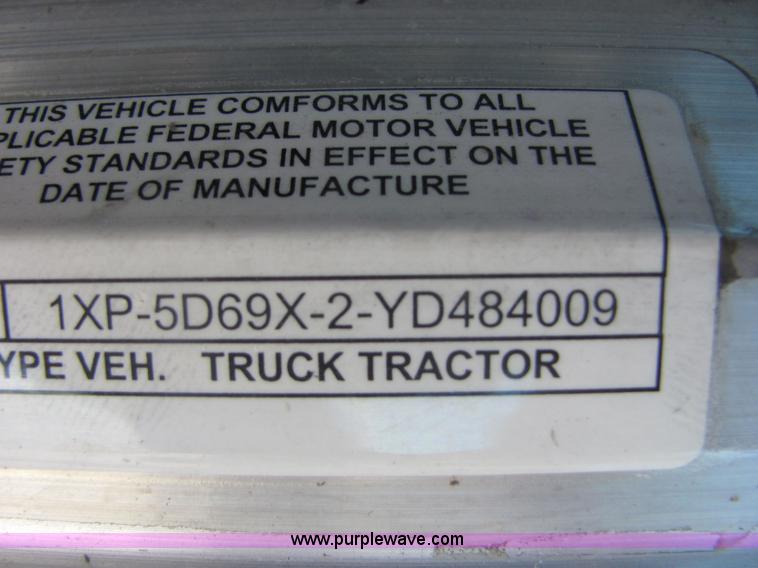 THIS VEHICLE COMFORMS TO ALL
PLICABLE FEDERAL MOTOR VEHICLE
ETY STANDARDS IN EFFECT ON THE
DATE OF MANUFACTURE
1XP-5D69X-2-YD484009
YPE VEH. TRUCK TRACTOR
www.purplewave.com